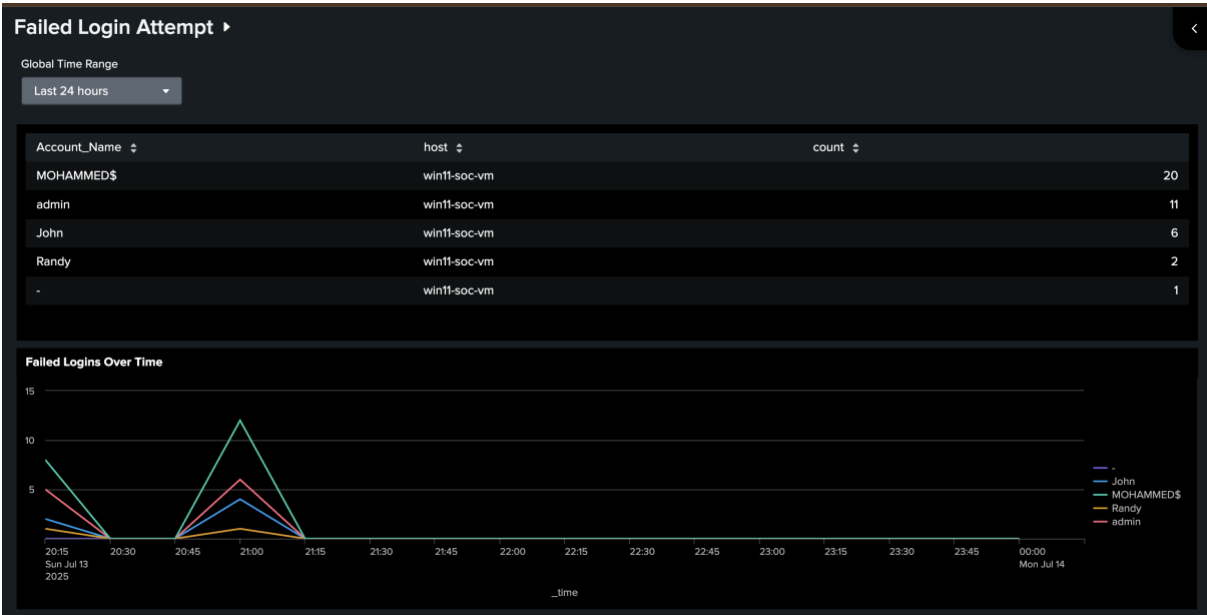 Failed Login Attempt
Global Time Range
Last 24 hours
Account_Name host count
MOHAMMED$ win11-soc-vm 20
admin win11-soc-vm 11
John win11-soc-vm 6
Randy win11-soc-vm 2
- win11-soc-vm 1
Failed Logins Over Time
15
10
5
-
John
MOHAMMED$
Randy
admin
20:15 20:30 20:45 21:00 21:15 21:30 21:45 22:00 22:15 22:30 22:45 23:00 23:15 23:30 23:45 00:00
Sun Jul 13 Mon Jul 14
2025
_time